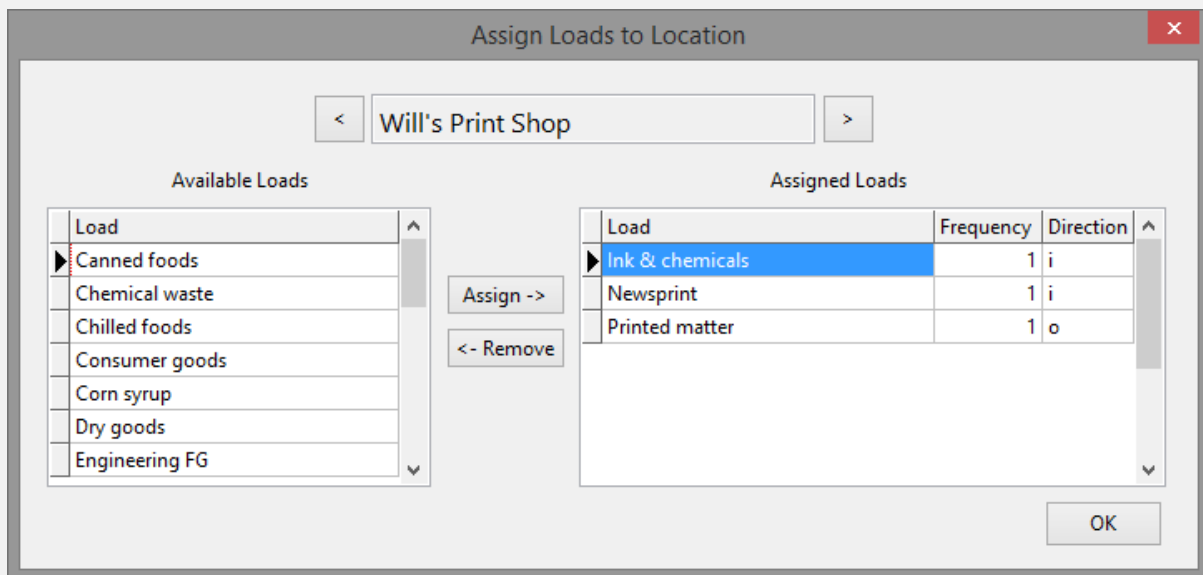 Assign Loads to Location
< Will's Print Shop >
Available Loads
Load
Canned foods
Chemical waste
Chilled foods
Consumer goods
Corn syrup
Dry goods
Engineering FG
Assign ->
<- Remove
Assigned Loads
Load Frequency Direction
Ink & chemicals 1 i
Newsprint 1 i
Printed matter 1 o
OK